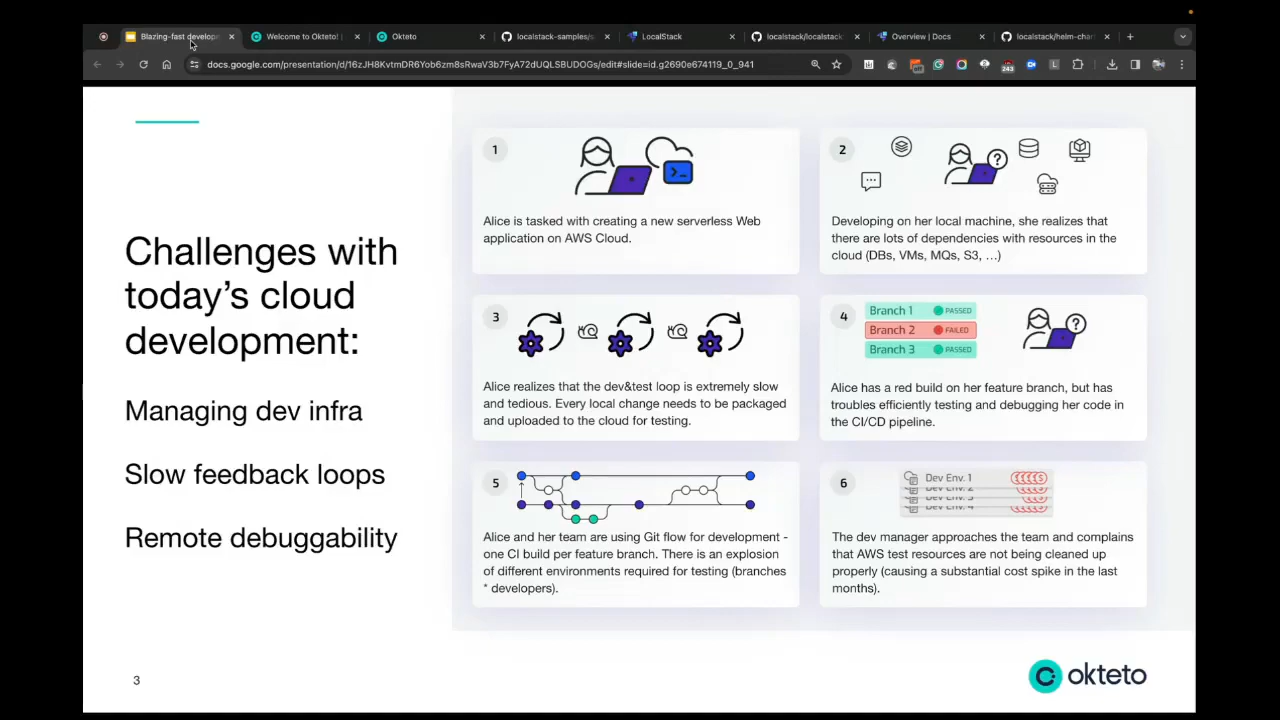 Blazing-fast develop
Welcome to Okteto! |
Okteto
localstack-samples/s
LocalStack
localstack/localstack
Overview | Docs
localstack/helm-char
docs.google.com/presentation/d/16zJH8KvtmDR6Yob6zm8sRwaV3b7FyA72dUQLSBUDOGs/edit#slide=id.g2690e674119_0_941
243
Challenges with
today's cloud
development:
Managing dev infra
Slow feedback loops
Remote debuggability
1
Alice is tasked with creating a new serverless Web
application on AWS Cloud.
2
Developing on her local machine, she realizes that
there are lots of dependencies with resources in the
cloud (DBs, VMs, MQs, S3, ...)
3
Alice realizes that the dev&test loop is extremely slow
and tedious. Every local change needs to be packaged
and uploaded to the cloud for testing.
4
Branch 1 PASSED
Branch 2 FAILED
Branch 3 PASSED
Alice has a red build on her feature branch, but has
troubles efficiently testing and debugging her code in
the CI/CD pipeline.
5
Alice and her team are using Git flow for development -
one CI build per feature branch. There is an explosion
of different environments required for testing (branches
* developers).
6
Dev Env. 1
Dev Env. 4
The dev manager approaches the team and complains
that AWS test resources are not being cleaned up
properly (causing a substantial cost spike in the last
months).
3
okteto